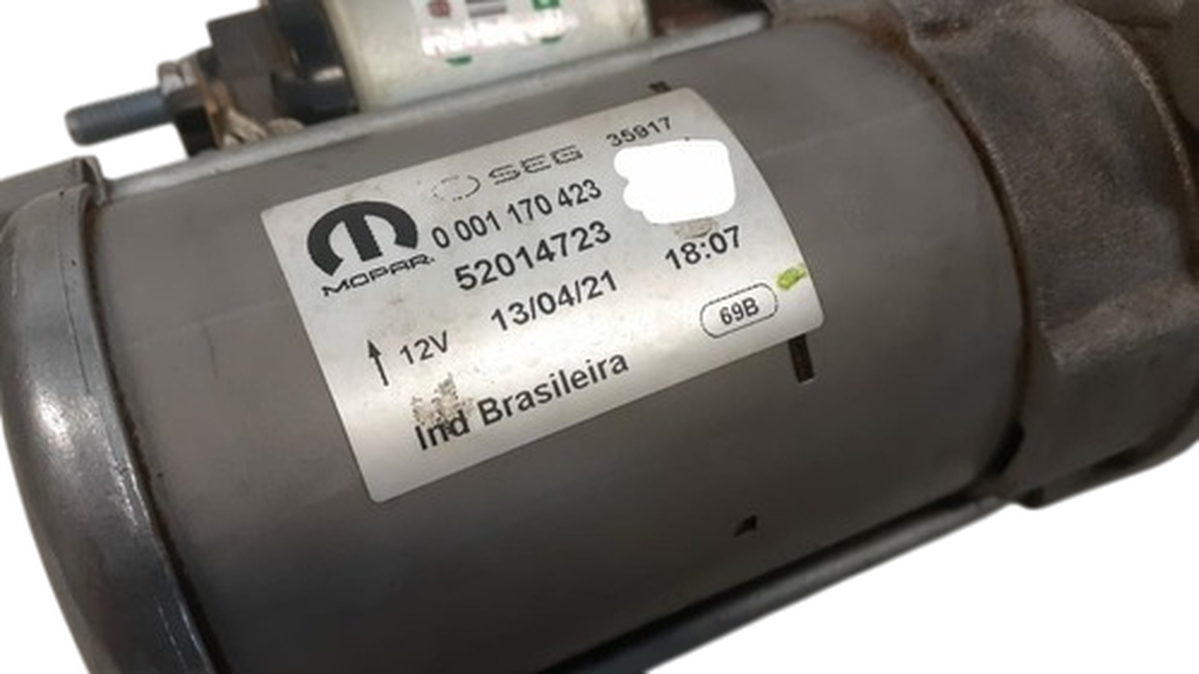 SEG 35917
MOPAR.
0 001 170 423
52014723
13/04/21 18:07
12V
69B
Ind Brasileira